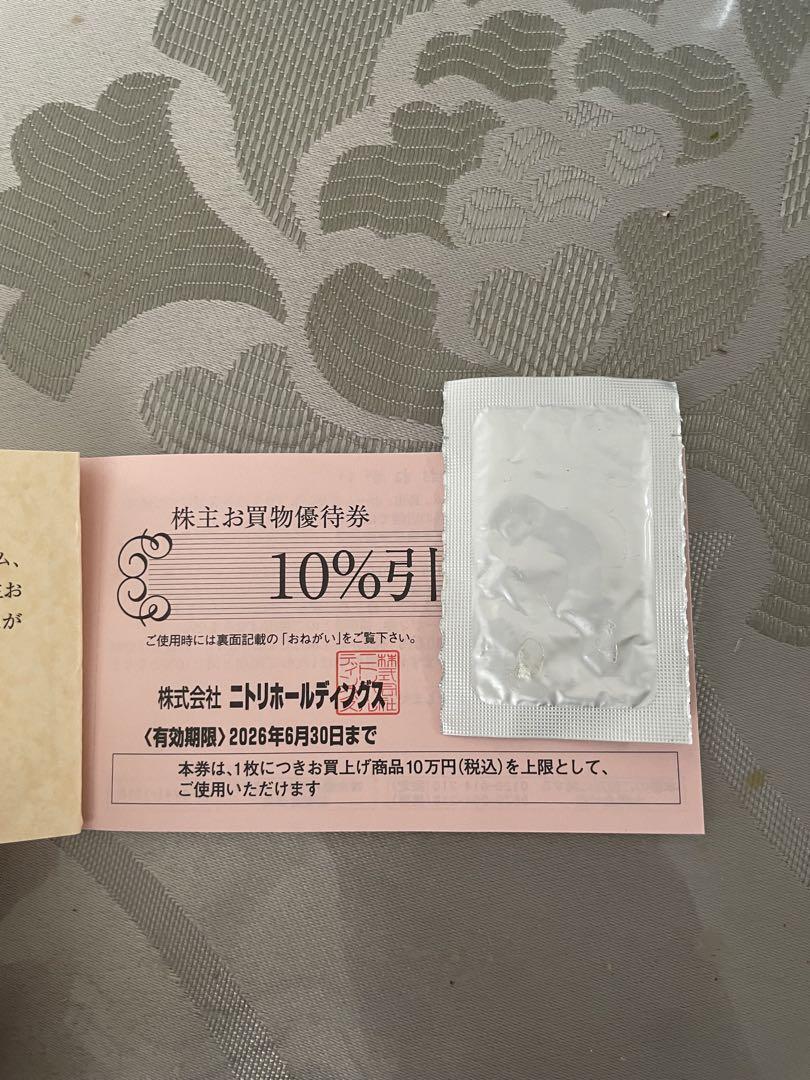 株主お買物優待券
10%引
ご使用時には裏面記載の「おねがい」をご覧下さい。
株式会社 ニトリホールディングス
〈有効期限〉2026年6月30日まで
本券は、1枚につきお買上げ商品10万円(税込)を上限として、
ご使用いただけます
ム、
お
が